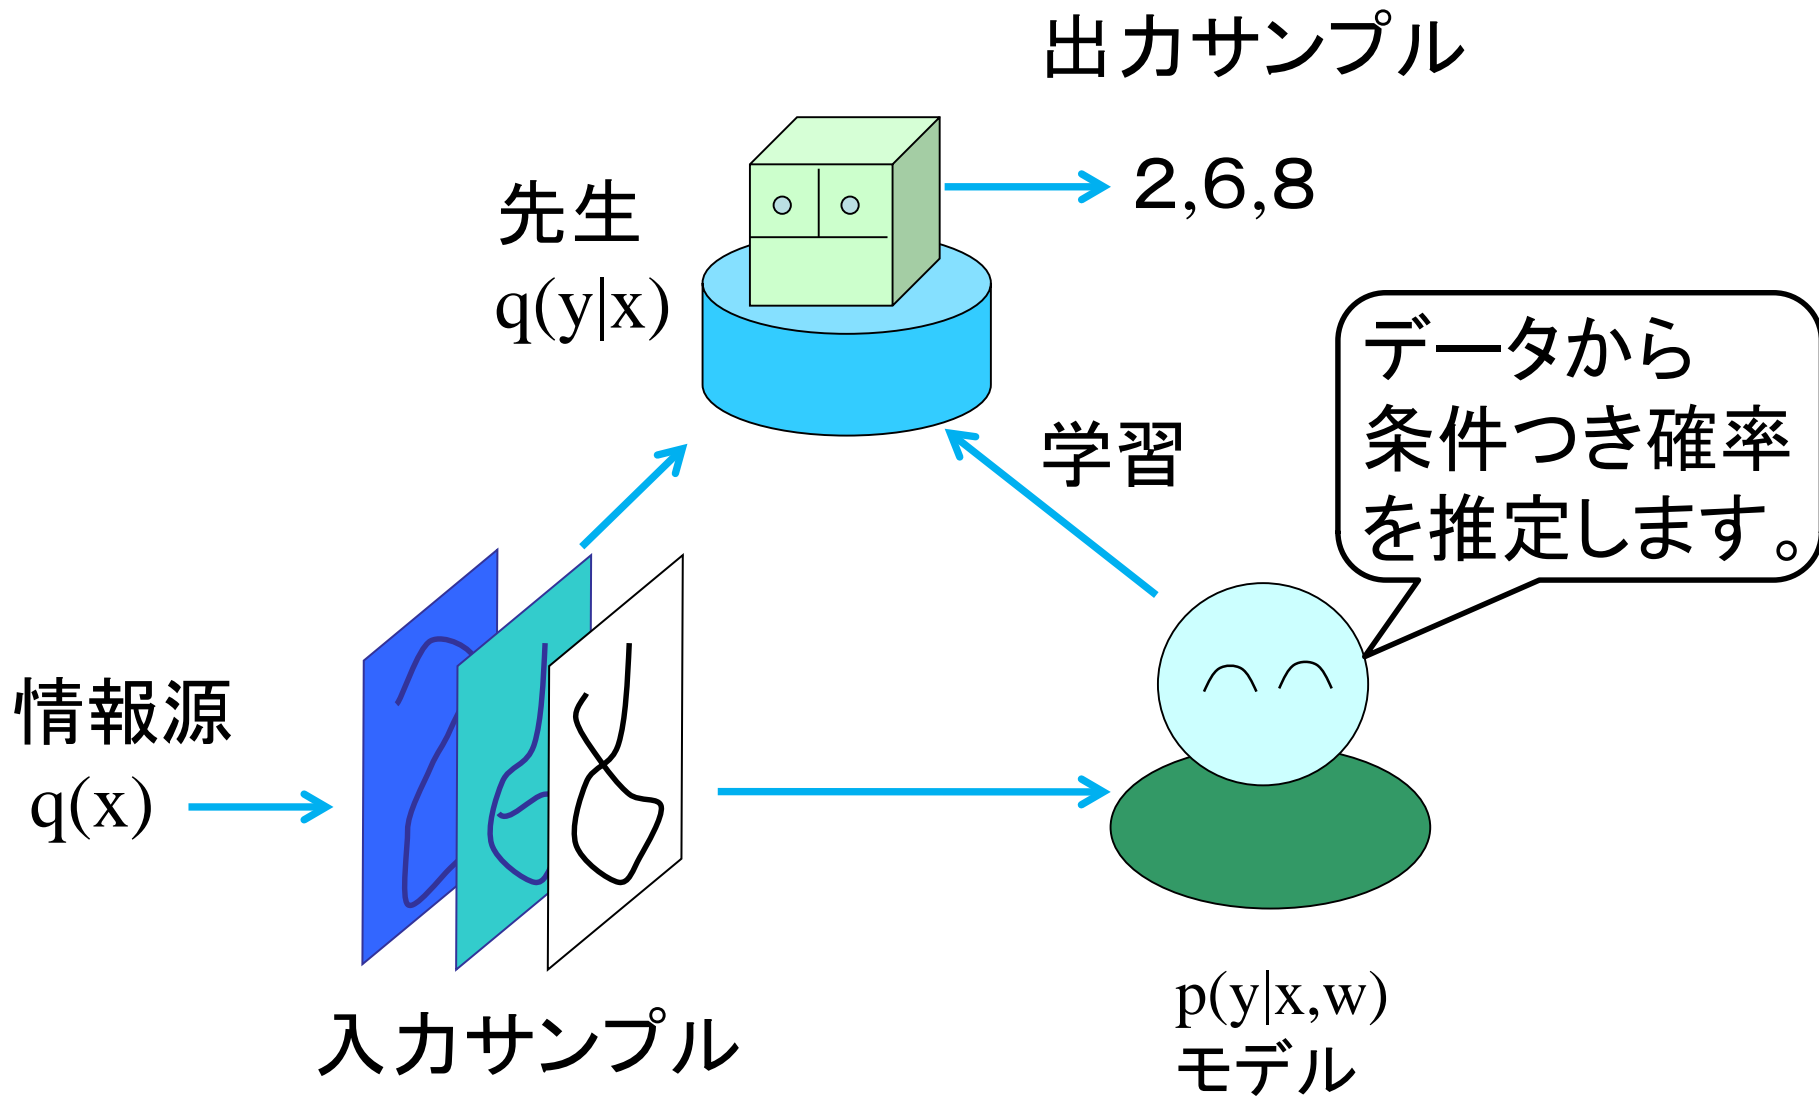 出力サンプル
2,6,8
先生
q(y|x)
データから
条件つき確率
を推定します。
学習
情報源
q(x)
入力サンプル
p(y|x,w)
モデル